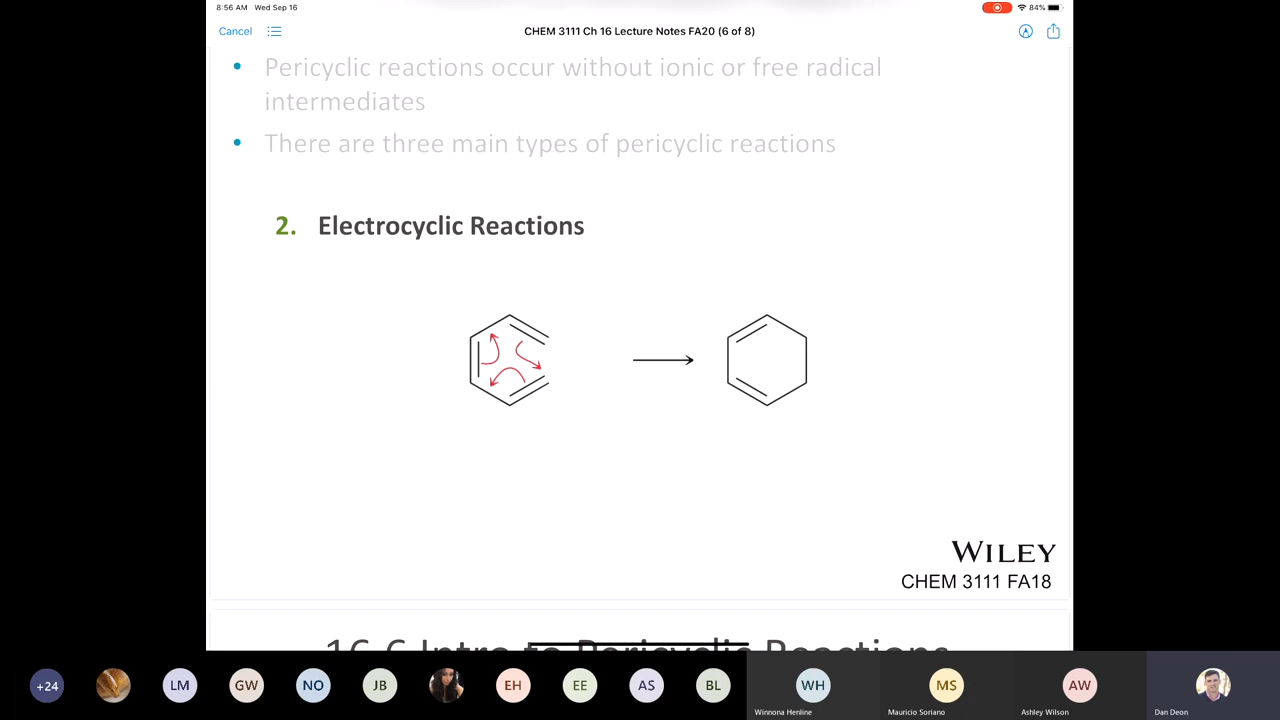 8:56 AM Wed Sep 16
84%
Cancel
CHEM 3111 Ch 16 Lecture Notes FA20 (6 of 8)
• Pericyclic reactions occur without ionic or free radical
intermediates
• There are three main types of pericyclic reactions
2. Electrocyclic Reactions
WILEY
CHEM 3111 FA18
16.6 Intro to Pericyclic Reactions
+24
LM
GW
NO
JB
EH
EE
AS
BL
WH
MS
AW
Winnona Henline
Mauricio Soriano
Ashley Wilson
Dan Deon